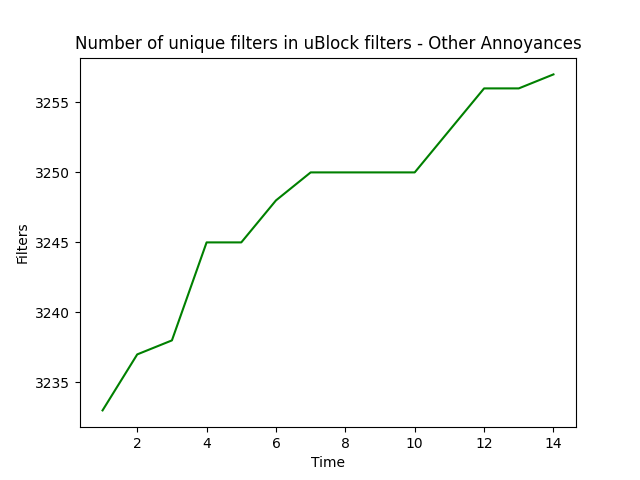 Number of unique filters in uBlock filters - Other Annoyances
3255
3250
3245
3240
3235
Filters
2 4 6 8 10 12 14
Time